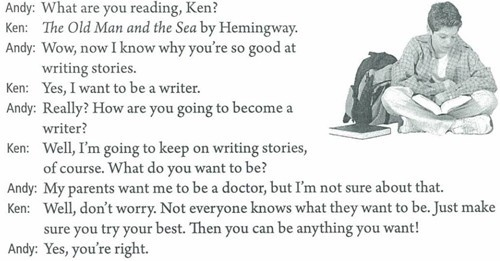 Andy: What are you reading, Ken?
Ken: The Old Man and the Sea by Hemingway.
Andy: Wow, now I know why you're so good at
writing stories.
Ken: Yes, I want to be a writer.
Andy: Really? How are you going to become a
writer?
Ken: Well, I'm going to keep on writing stories,
of course. What do you want to be?
Andy: My parents want me to be a doctor, but I'm not sure about that.
Ken: Well, don't worry. Not everyone knows what they want to be. Just make
sure you try your best. Then you can be anything you want!
Andy: Yes, you're right.